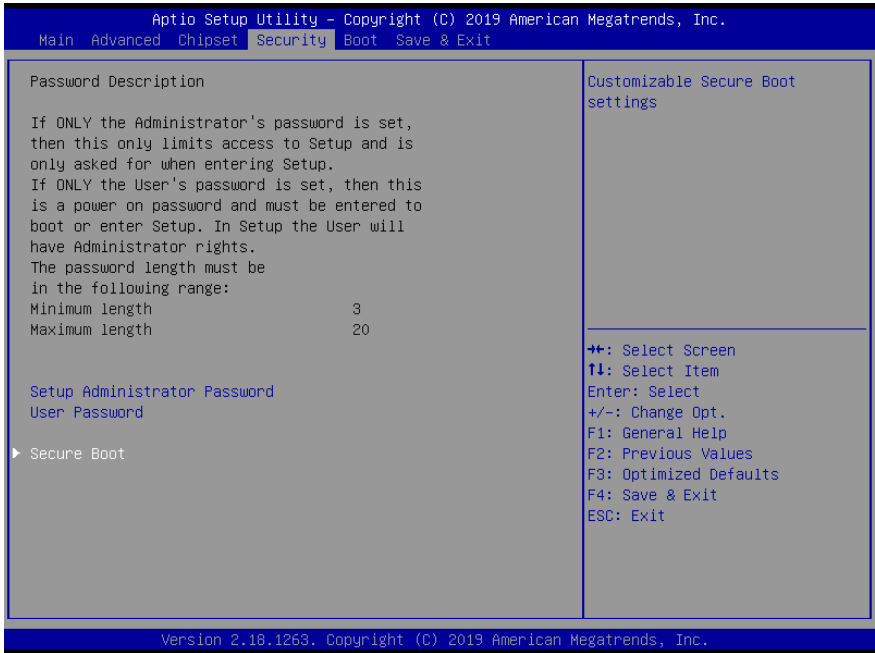 Aptio Setup Utility – Copyright (C) 2019 American Megatrends, Inc.
Main Advanced Chipset Security Boot Save & Exit
Password Description
If ONLY the Administrator's password is set,
then this only limits access to Setup and is
only asked for when entering Setup.
If ONLY the User's password is set, then this
is a power on password and must be entered to
boot or enter Setup. In Setup the User will
have Administrator rights.
The password length must be
in the following range:
Minimum length 3
Maximum length 20
Setup Administrator Password
User Password
Secure Boot
Customizable Secure Boot
settings
→←: Select Screen
↑↓: Select Item
Enter: Select
+/-: Change Opt.
F1: General Help
F2: Previous Values
F3: Optimized Defaults
F4: Save & Exit
ESC: Exit
Version 2.18.1263. Copyright (C) 2019 American Megatrends, Inc.